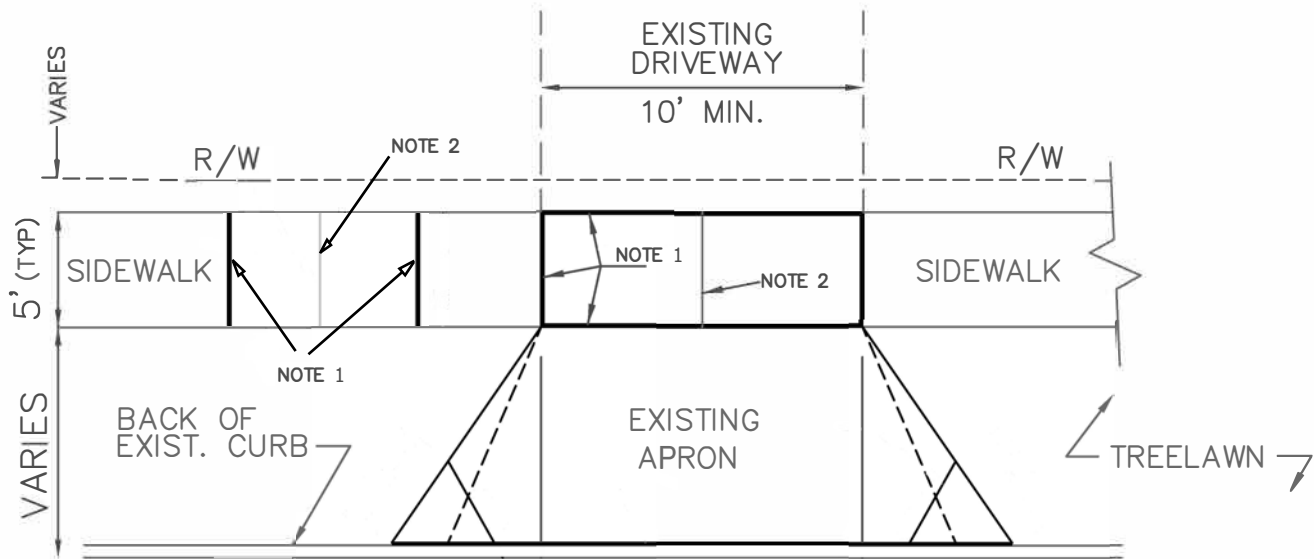 VARIES
EXISTING
DRIVEWAY
10' MIN.
R/W
NOTE 2
R/W
5' (TYP)
SIDEWALK
NOTE 1
NOTE 2
SIDEWALK
NOTE 1
VARIES
BACK OF
EXIST. CURB
EXISTING
APRON
TREELAWN